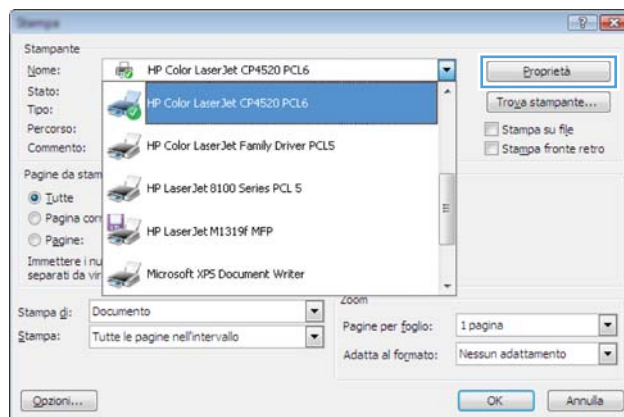 Stampa
Stampante
Nome: HP Color LaserJet CP4520 PCL6
Proprietà
Stato:
HP Color LaserJet CP4520 PCL6
Trova stampante...
Tipo:
Percorso:
Stampa su file
Commento:
HP Color LaserJet Family Driver PCL5
Stampa fronte retro
Pagine da stam
HP LaserJet 8100 Series PCL 5
Tutte
Pagina corr
HP LaserJet M1319f MFP
Pagine:
Immettere i nu
separati da vir
Microsoft XPS Document Writer
Stampa di: Documento
Zoom
Stampa: Tutte le pagine nell'intervallo
Pagine per foglio: 1 pagina
Adatta al formato: Nessun adattamento
Opzioni...
OK
Annulla